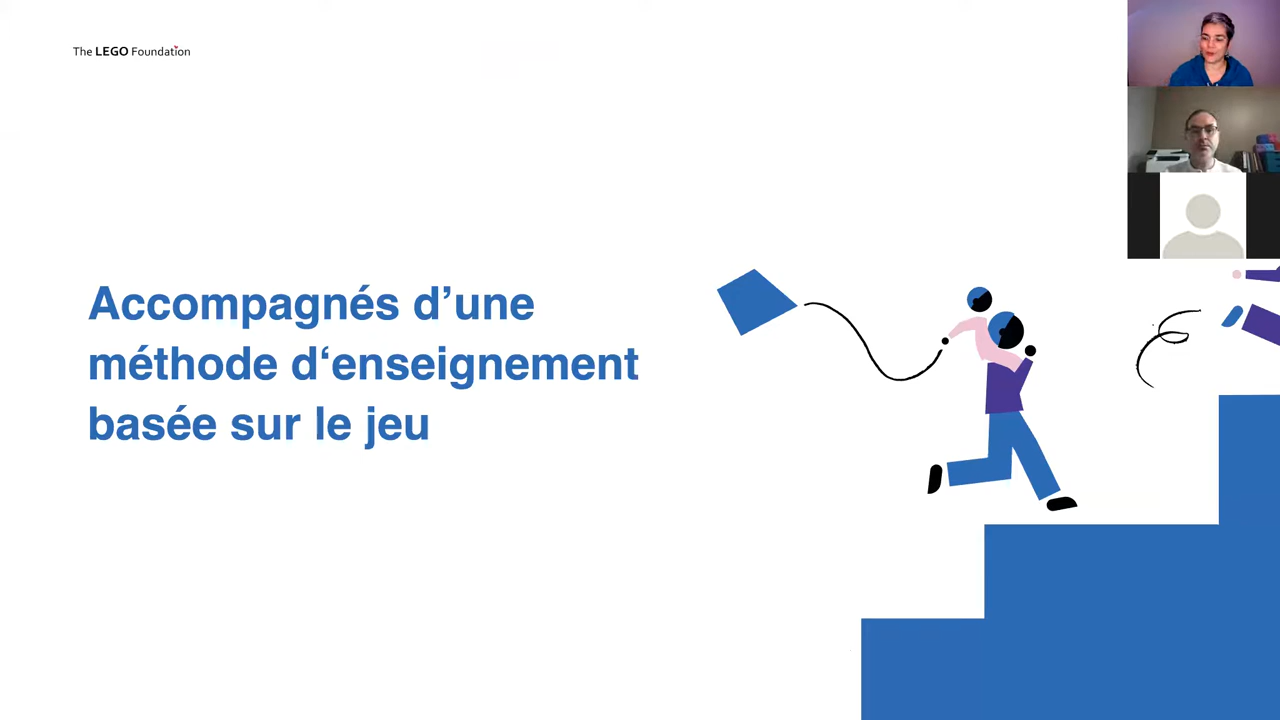 The LEGO Foundation
Accompagnés d’une
méthode d‘enseignement
basée sur le jeu